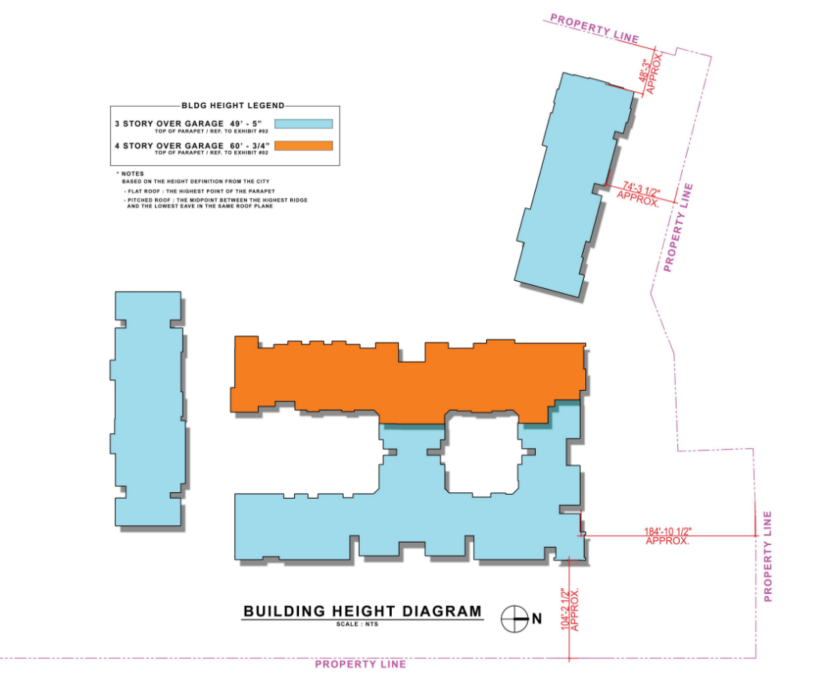 PROPERTY LINE
48'-3"
APPROX.
BLDG HEIGHT LEGEND
3 STORY OVER GARAGE 49' - 5"
TOP OF PARAPET / REF. TO EXHIBIT #02
4 STORY OVER GARAGE 60' - 3/4"
TOP OF PARAPET / REF. TO EXHIBIT #02
* NOTES
BASED ON THE HEIGHT DEFINITION FROM THE CITY
- FLAT ROOF : THE HIGHEST POINT OF THE PARAPET
- PITCHED ROOF : THE MIDPOINT BETWEEN THE HIGHEST RIDGE
AND THE LOWEST EAVE IN THE SAME ROOF PLANE
74'-3 1/2"
APPROX.
PROPERTY LINE
184'-10 1/2"
APPROX.
PROPERTY LINE
104'-2 1/2"
APPROX.
BUILDING HEIGHT DIAGRAM
SCALE : NTS
N
PROPERTY LINE